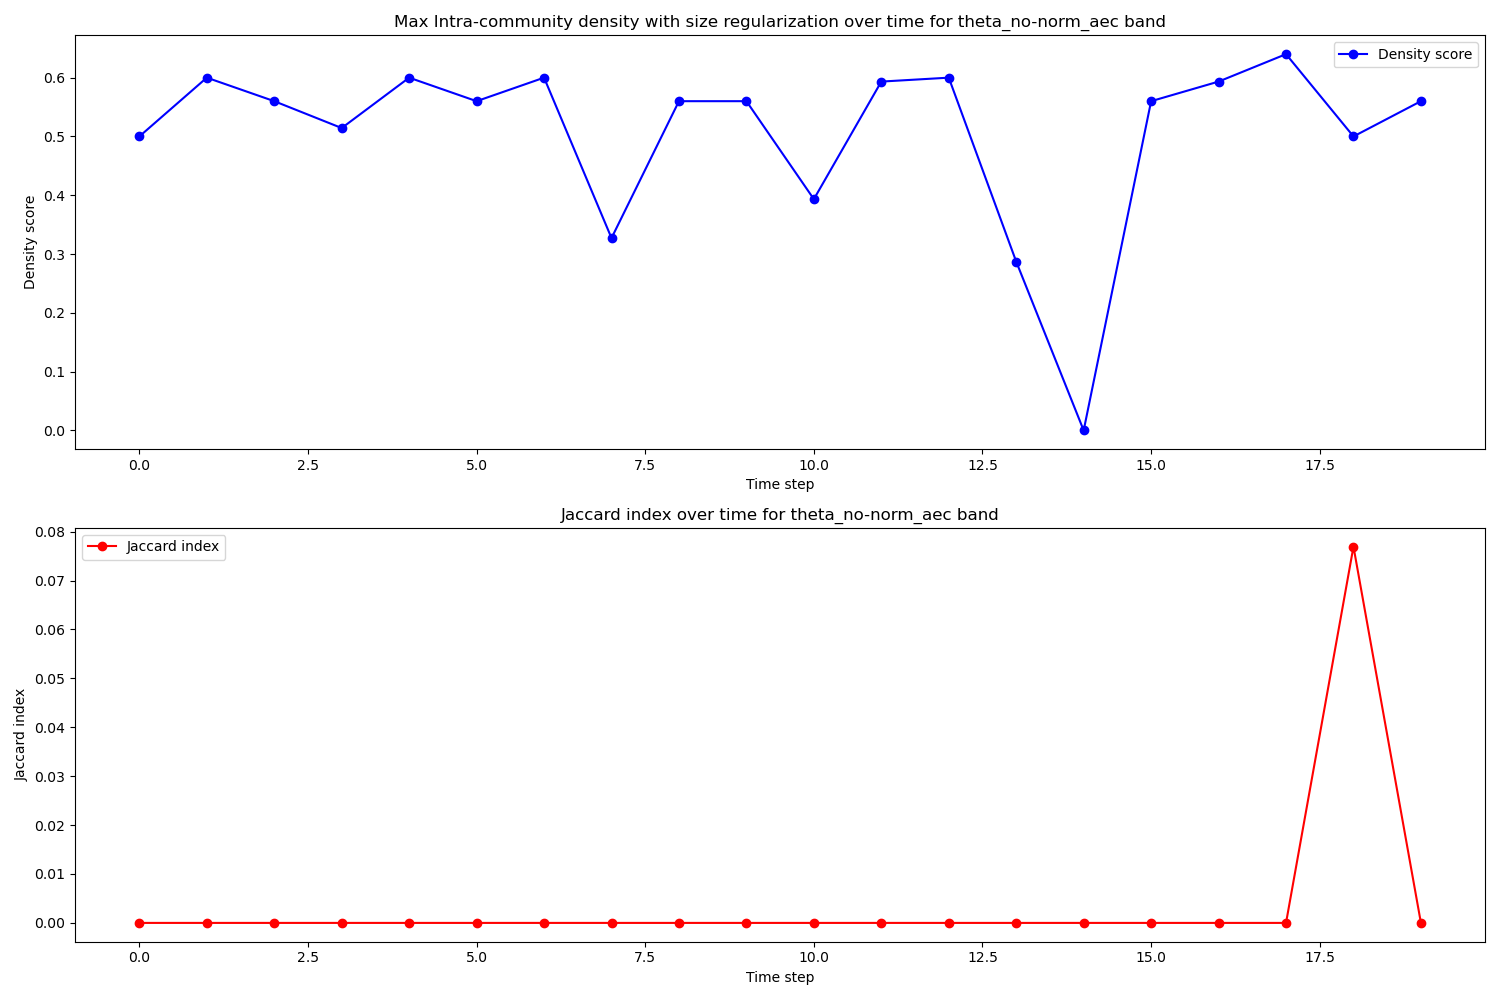 Max Intra-community density with size regularization over time for theta_no-norm_aec band
Density score
Density score
0.6
0.5
0.4
0.3
0.2
0.1
0.0
0.0 2.5 5.0 7.5 10.0 12.5 15.0 17.5
Time step
Jaccard index over time for theta_no-norm_aec band
Jaccard index
Jaccard index
0.08
0.07
0.06
0.05
0.04
0.03
0.02
0.01
0.00
0.0 2.5 5.0 7.5 10.0 12.5 15.0 17.5
Time step